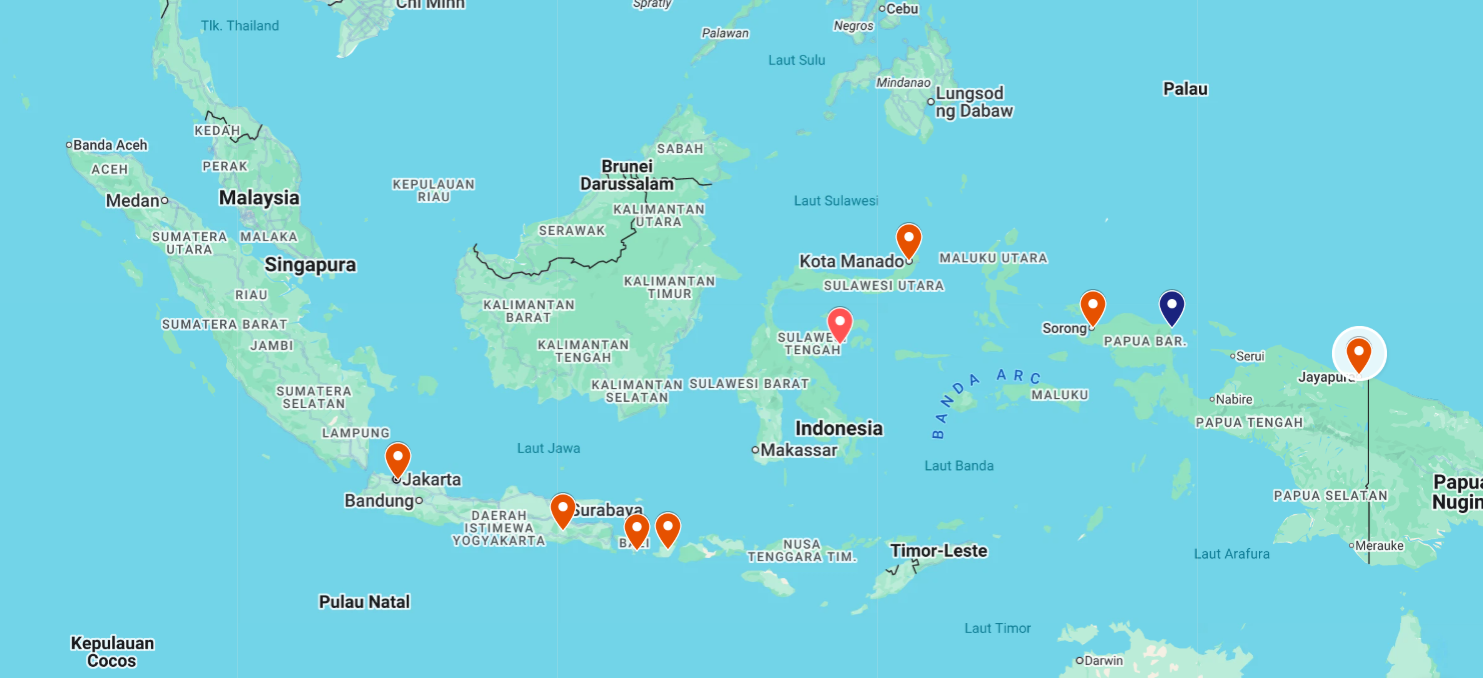 Chi Minh
Spratly
Cebu
Tlk. Thailand
Palawan
Negros
Laut Sulu
Mindanao
Palau
Lungsod
ng Dabaw
KEDAH
Banda Aceh
SABAH
ACEH
PERAK
Brunei
Darussalam
KEPULAUAN
RIAU
Medan
Malaysia
Laut Sulawesi
KALIMANTAN
UTARA
SUMATERA
UTARA
MALAKA
SERAWAK
Singapura
Kota Manado
MALUKU UTARA
KALIMANTAN
TIMUR
SULAWESI UTARA
RIAU
KALIMANTAN
BARAT
SUMATERA BARAT
JAMBI
Sorong
SULAWESI
TENGAH
PAPUA BAR.
KALIMANTAN
TENGAH
Serui
Jayapura
BANDA ARC
SUMATERA
SELATAN
KALIMANTAN
SELATAN
SULAWESI BARAT
MALUKU
Nabire
LAMPUNG
Indonesia
PAPUA TENGAH
Laut Jawa
Makassar
Laut Banda
Jakarta
Papua
Nugin
Bandung
PAPUA SELATAN
Surabaya
DAERAH
ISTIMEWA
YOGYAKARTA
BALI
NUSA
TENGGARA TIM.
Timor-Leste
Laut Arafura
Merauke
Pulau Natal
Laut Timor
Kepulauan
Cocos
Darwin